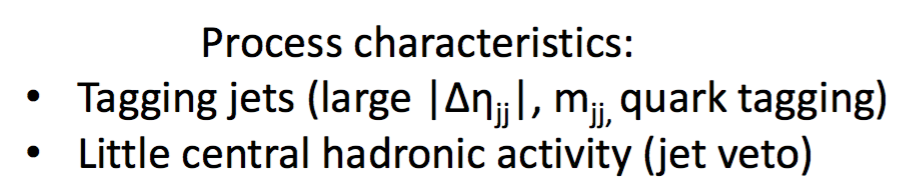 Process characteristics:
• Tagging jets (large |Δηjj|, mjj, quark tagging)
• Little central hadronic activity (jet veto)